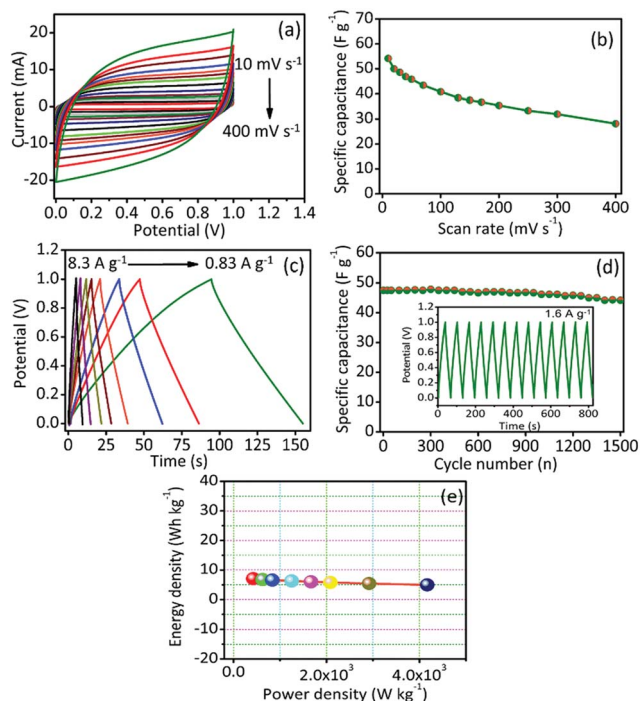 (a)
20
10
0
-10
-20
Current (mA)
10 mV s-1
400 mV s-1
0.0 0.2 0.4 0.6 0.8 1.0 1.2 1.4
Potential (V)
(b)
60
50
40
30
20
10
0
Specific capacitance (F g-1)
0 100 200 300 400
Scan rate (mV s-1)
8.3 A g-1 0.83 A g-1
(c)
1.0
0.8
0.6
0.4
0.2
0.0
Potential (V)
0 25 50 75 100 125 150
Time (s)
(d)
60
50
40
30
20
10
0
Specific capacitance (F g-1)
1.6 A g-1
1.0
0.8
0.6
0.4
0.2
0.0
Potential (V)
0 200 400 600 800
Time (s)
0 300 600 900 1200 1500
Cycle number (n)
(e)
40
30
20
10
0
-10
-20
Energy density (Wh kg-1)
0.0 2.0x10³ 4.0x10³
Power density (W kg-1)